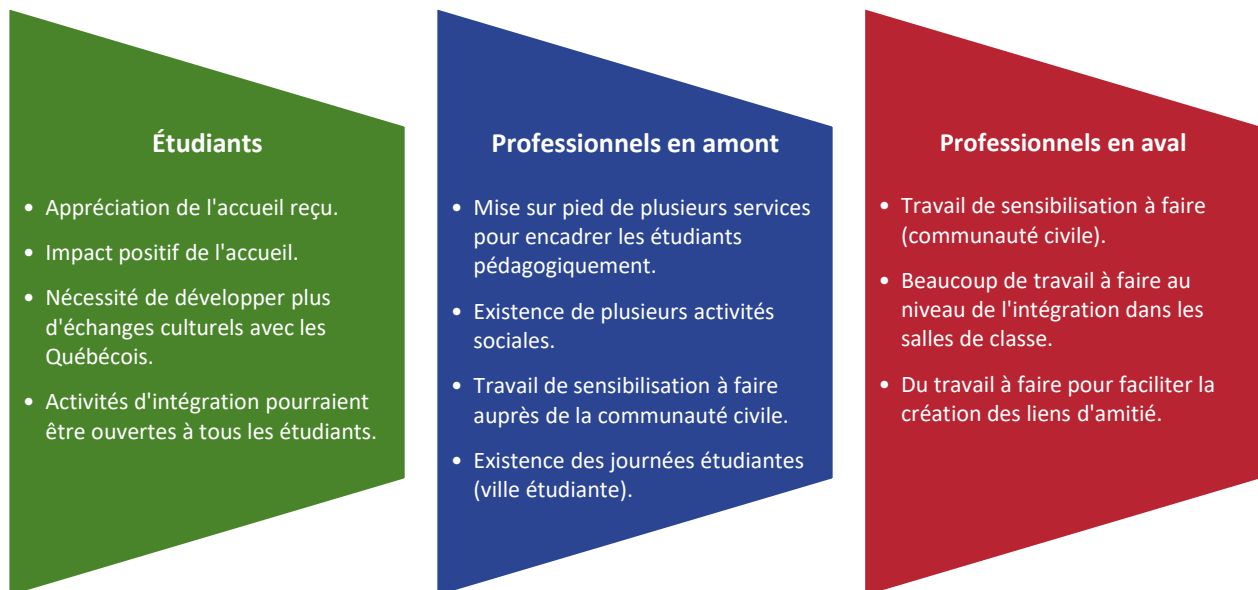 Étudiants
• Appréciation de l'accueil reçu.
• Impact positif de l'accueil.
• Nécessité de développer plus
d'échanges culturels avec les
Québécois.
• Activités d'intégration pourraient
être ouvertes à tous les étudiants.
Professionnels en amont
• Mise sur pied de plusieurs services
pour encadrer les étudiants
pédagogiquement.
• Existence de plusieurs activités
sociales.
• Travail de sensibilisation à faire
auprès de la communauté civile.
• Existence des journées étudiantes
(ville étudiante).
Professionnels en aval
• Travail de sensibilisation à faire
(communauté civile).
• Beaucoup de travail à faire au
niveau de l'intégration dans les
salles de classe.
• Du travail à faire pour faciliter la
création des liens d'amitié.